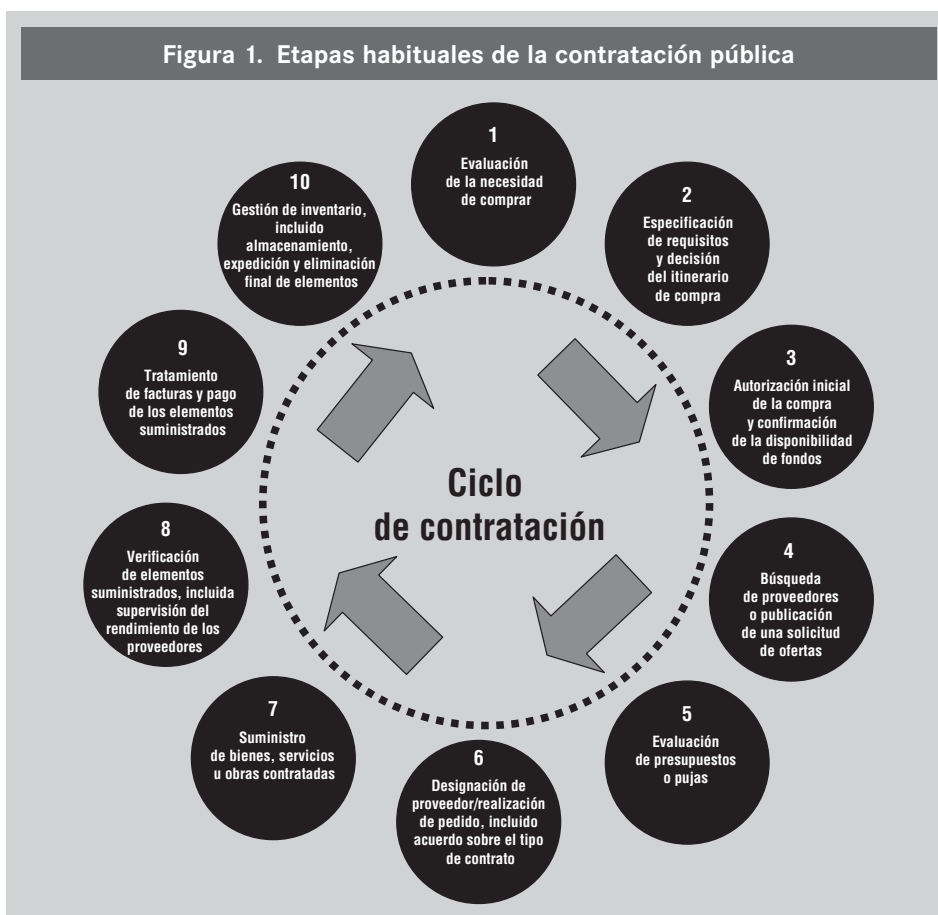 Figura 1. Etapas habituales de la contratación pública
1
Evaluación
de la necesidad
de comprar
2
Especificación
de requisitos
y decisión
del itinerario
de compra
3
Autorización inicial
de la compra
y confirmación
de la disponibilidad
de fondos
4
Búsqueda
de proveedores
o publicación
de una solicitud
de ofertas
5
Evaluación
de presupuestos
o pujas
6
Designación de
proveedor/realización
de pedido, incluido
acuerdo sobre el tipo
de contrato
7
Suministro
de bienes, servicios
u obras contratadas
8
Verificación
de elementos
suministrados, incluida
supervisión del
rendimiento de los
proveedores
9
Tratamiento
de facturas y pago
de los elementos
suministrados
10
Gestión de inventario,
incluido
almacenamiento,
expedición y eliminación
final de elementos
Ciclo
de contratación